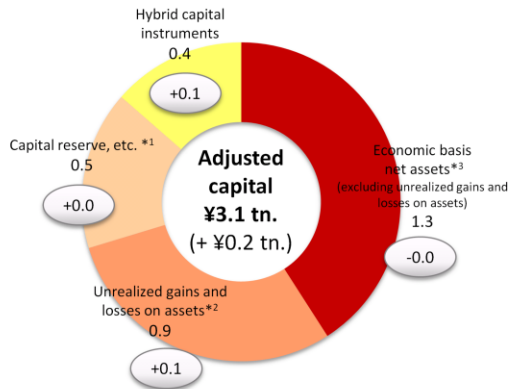 Hybrid capital
instruments
0.4
+0.1
Capital reserve, etc. *1
0.5
+0.0
Adjusted
capital
¥3.1 tn.
(+ ¥0.2 tn.)
Economic basis
net assets*3
(excluding unrealized gains and
losses on assets)
1.3
-0.0
Unrealized gains and
losses on assets*2
0.9
+0.1